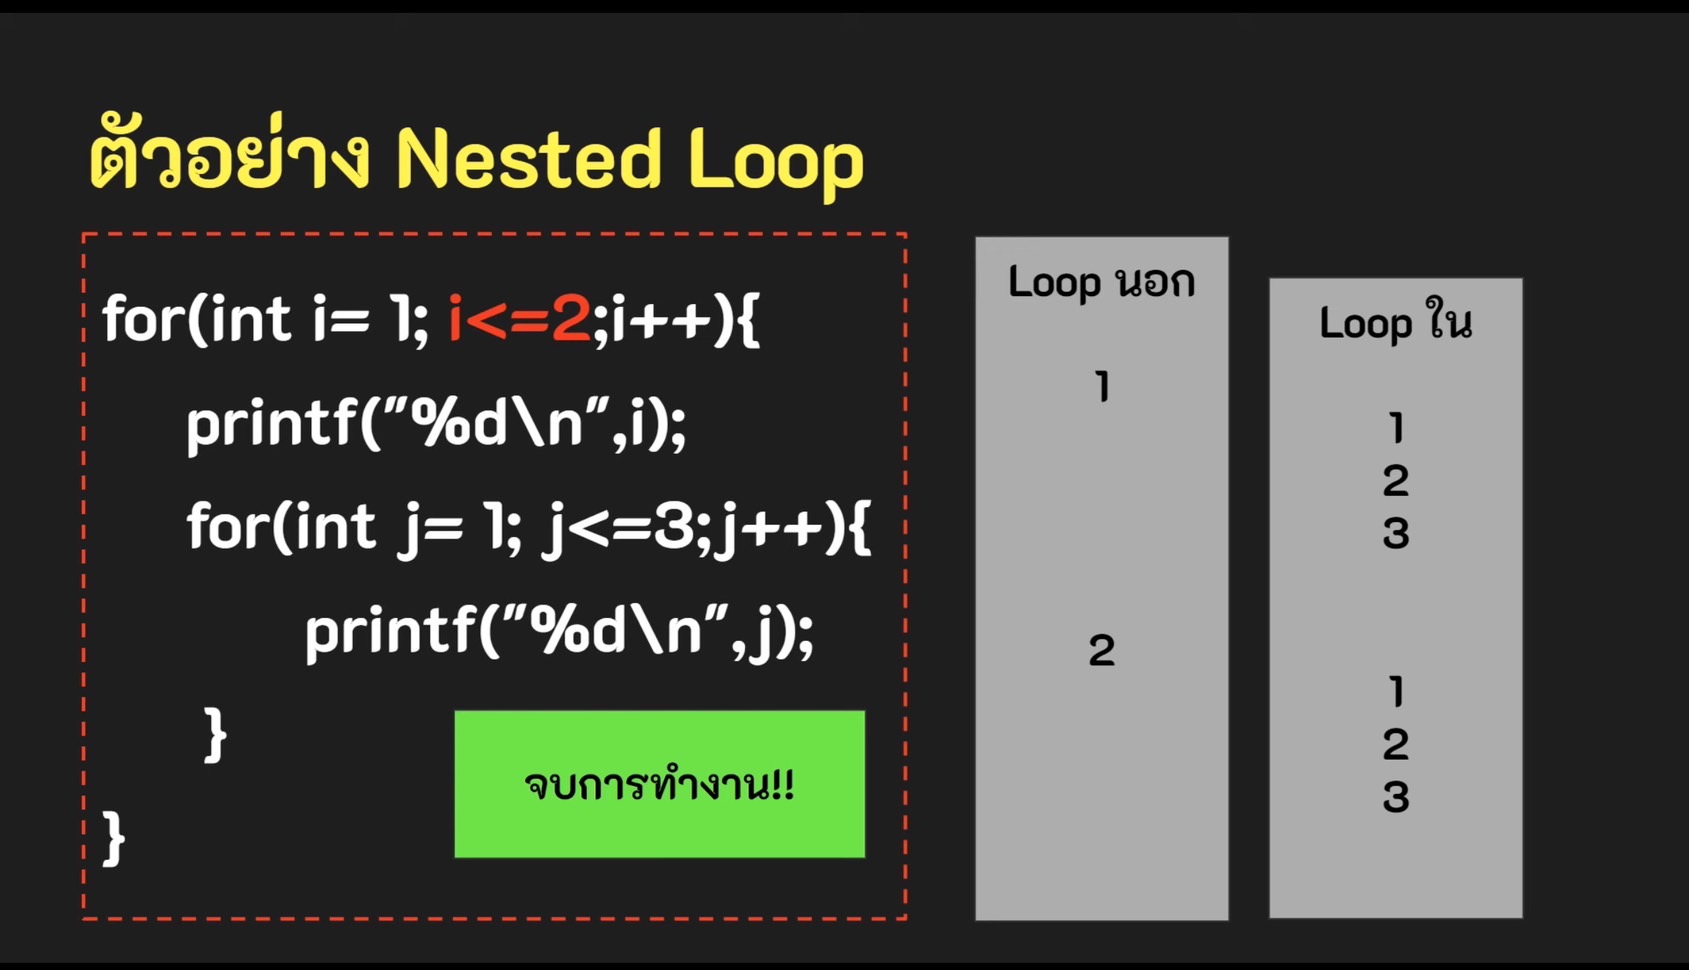 ตัวอย่าง Nested Loop
for(int i= 1; i<=2;i++){
printf("%d\n",i);
for(int j= 1; j<=3;j++){
printf("%d\n",j);
}
}
จบการทำงาน!!
Loop นอก
1
2
Loop ใน
1
2
3
1
2
3